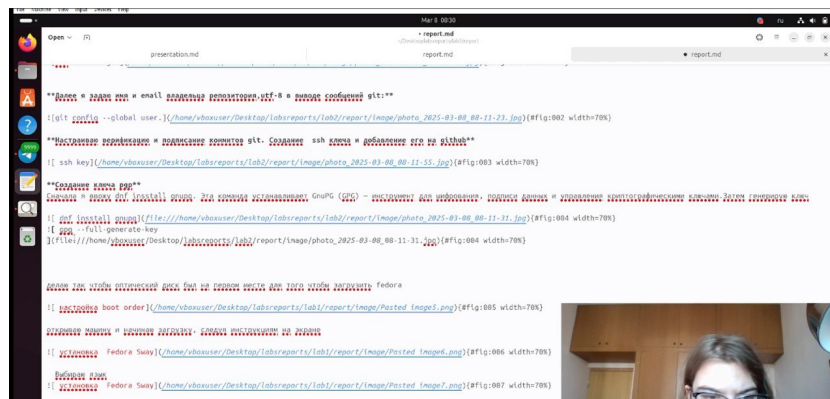 Mar 8 08:30
ru
Open
report.md
presentation.md
report.md
report.md
**Далее я задаю имя и email владельца репозитория,utf-8 в выводе сообщений git:**
![git config --global user.](/home/vboxuser/Desktop/labsreports/lab2/report/image/photo_2025-03-08_08-11-23.jpg){#fig:002 width=70%}
**Настраиваю верификацию и подписание коммитов git. Создание ssh ключа и добавление его на github**
![ ssh key](/home/vboxuser/Desktop/labsreports/lab2/report/image/photo_2025-03-08_08-11-55.jpg){#fig:003 width=70%}
**Создание ключа pgp**
Сначала я dnf insstall gnupg. Эта команда устанавливает GnuPG (GPG) — инструмент для шифрования, подписи данных и управления криптографическими ключами.Затем генерирую ключ
![ dnf insstall gnupg](file:///home/vboxuser/Desktop/labsreports/lab2/report/image/photo_2025-03-08_08-11-31.jpg){#fig:004 width=70%}
![ gpg --full-generate-key
](file:///home/vboxuser/Desktop/labsreports/lab2/report/image/photo_2025-03-08_08-11-31.jpg){#fig:004 width=70%}
делаю так чтобы оптический диск был на первом месте для того чтобы загрузить fedora
![ настройка boot order](/home/vboxuser/Desktop/labsreports/lab1/report/image/Pasted image5.png){#fig:005 width=70%}
открываю машину и начинаю загрузку, следуя инструкциям на экране
![ установка Fedora Sway](/home/vboxuser/Desktop/labsreports/lab1/report/image/Pasted image6.png){#fig:006 width=70%}
Выбираю язык
![ установка Fedora Sway](/home/vboxuser/Desktop/labsreports/lab1/report/image/Pasted image7.png){#fig:007 width=70%}